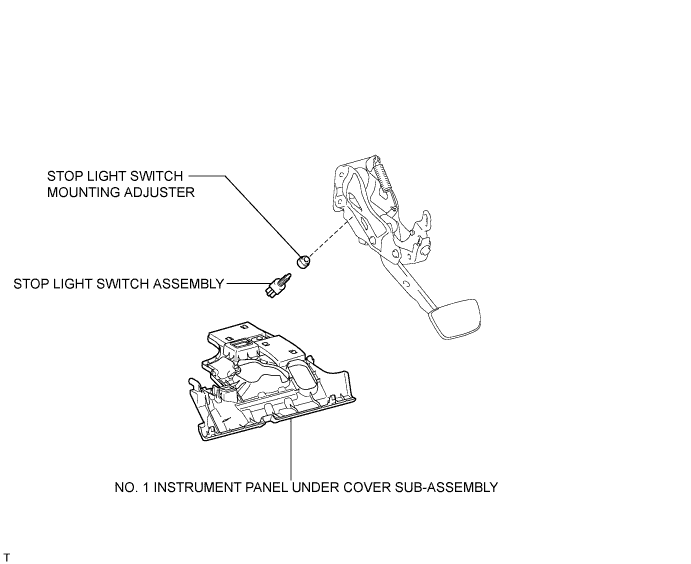 STOP LIGHT SWITCH
MOUNTING ADJUSTER
STOP LIGHT SWITCH ASSEMBLY
NO. 1 INSTRUMENT PANEL UNDER COVER SUB-ASSEMBLY
T